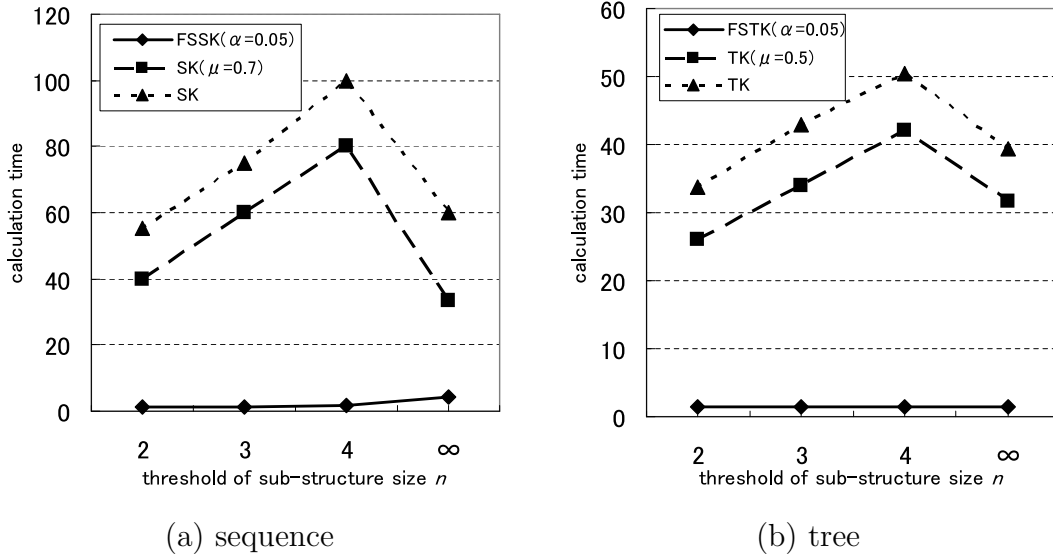 calculation time
120
100
80
60
40
20
0
FSSK(α=0.05)
SK(μ=0.7)
SK
2 3 4 ∞
threshold of sub-structure size n
(a) sequence
calculation time
60
50
40
30
20
10
0
FSTK(α=0.05)
TK(μ=0.5)
TK
2 3 4 ∞
threshold of sub-structure size n
(b) tree